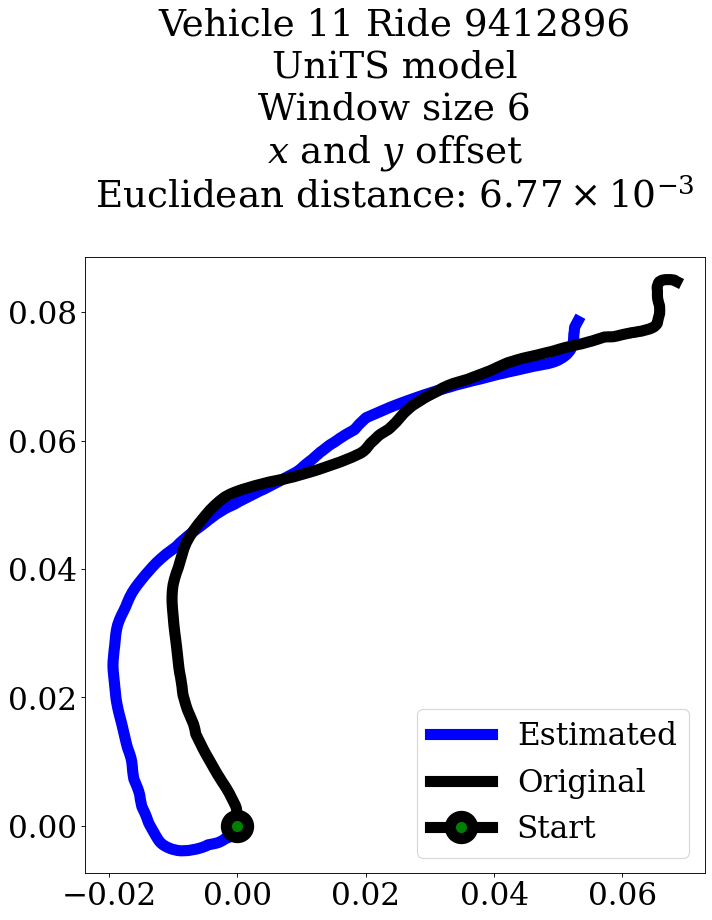 Vehicle 11 Ride 9412896
UniTS model
Window size 6
x and y offset
Euclidean distance: 6.77 × 10⁻³
0.08
0.06
0.04
0.02
0.00
−0.02 0.00 0.02 0.04 0.06
Estimated
Original
Start